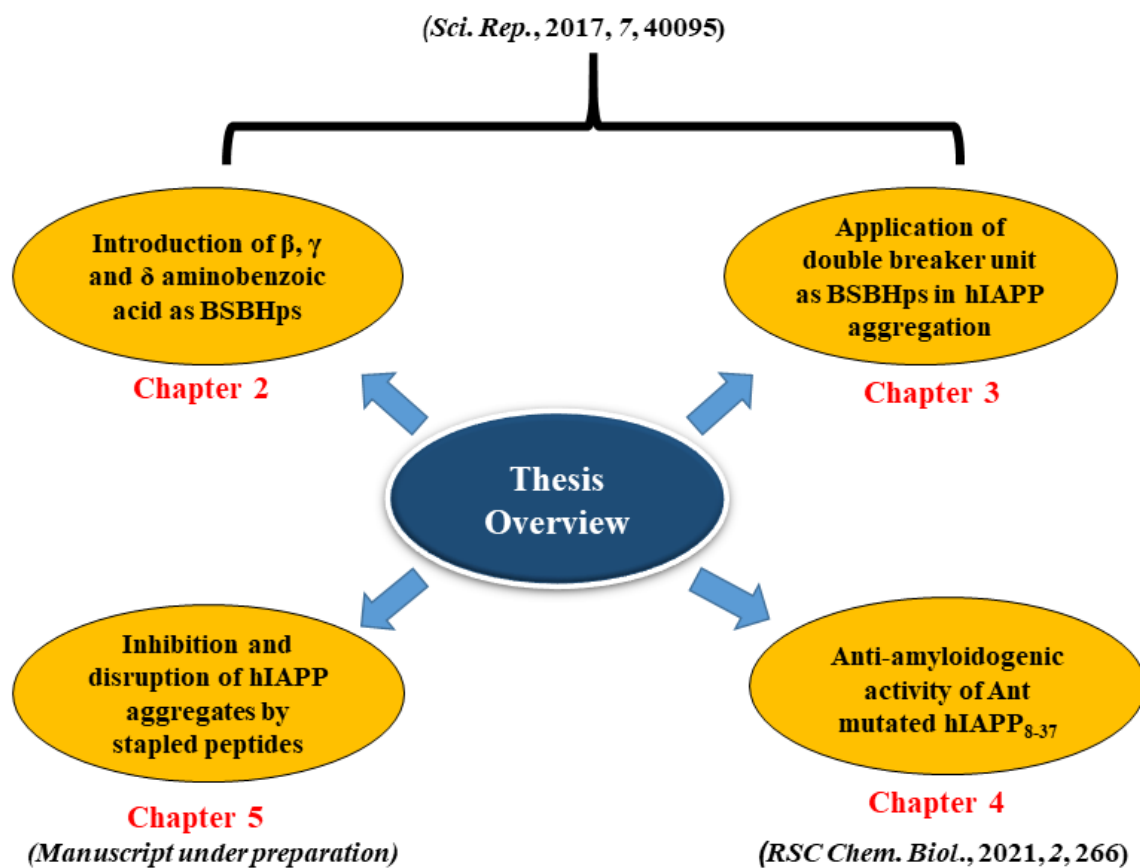 (Sci. Rep., 2017, 7, 40095)
Introduction of β, γ
and δ aminobenzoic
acid as BSBHps
Chapter 2
Application of
double breaker unit
as BSBHps in hIAPP
aggregation
Chapter 3
Thesis
Overview
Inhibition and
disruption of hIAPP
aggregates by
stapled peptides
Chapter 5
(Manuscript under preparation)
Anti-amyloidogenic
activity of Ant
mutated hIAPP8-37
Chapter 4
(RSC Chem. Biol., 2021, 2, 266)